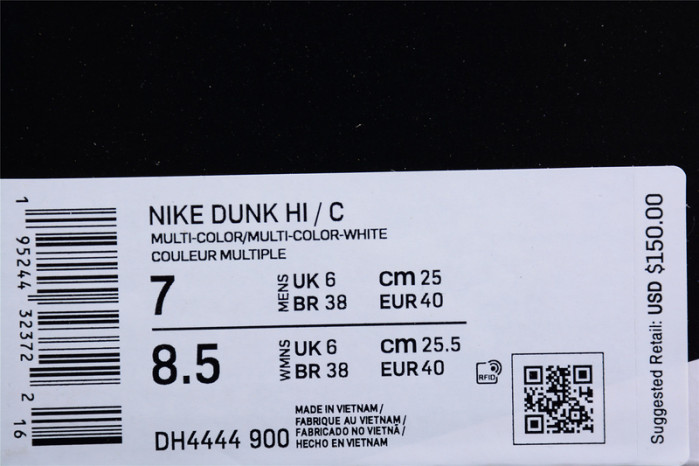 NIKE DUNK HI / C
MULTI-COLOR/MULTI-COLOR-WHITE
COULEUR MULTIPLE
7 MENS UK 6 cm 25
BR 38 EUR 40
8.5 WMNS UK 6 cm 25.5
BR 38 EUR 40
RFID
DH4444 900
MADE IN VIETNAM /
FABRIQUE AU VIETNAM /
FABRICADO NO VIETNÃ /
HECHO EN VIETNAM
1 95244 32372 2
16
Suggested Retail: USD $150.00